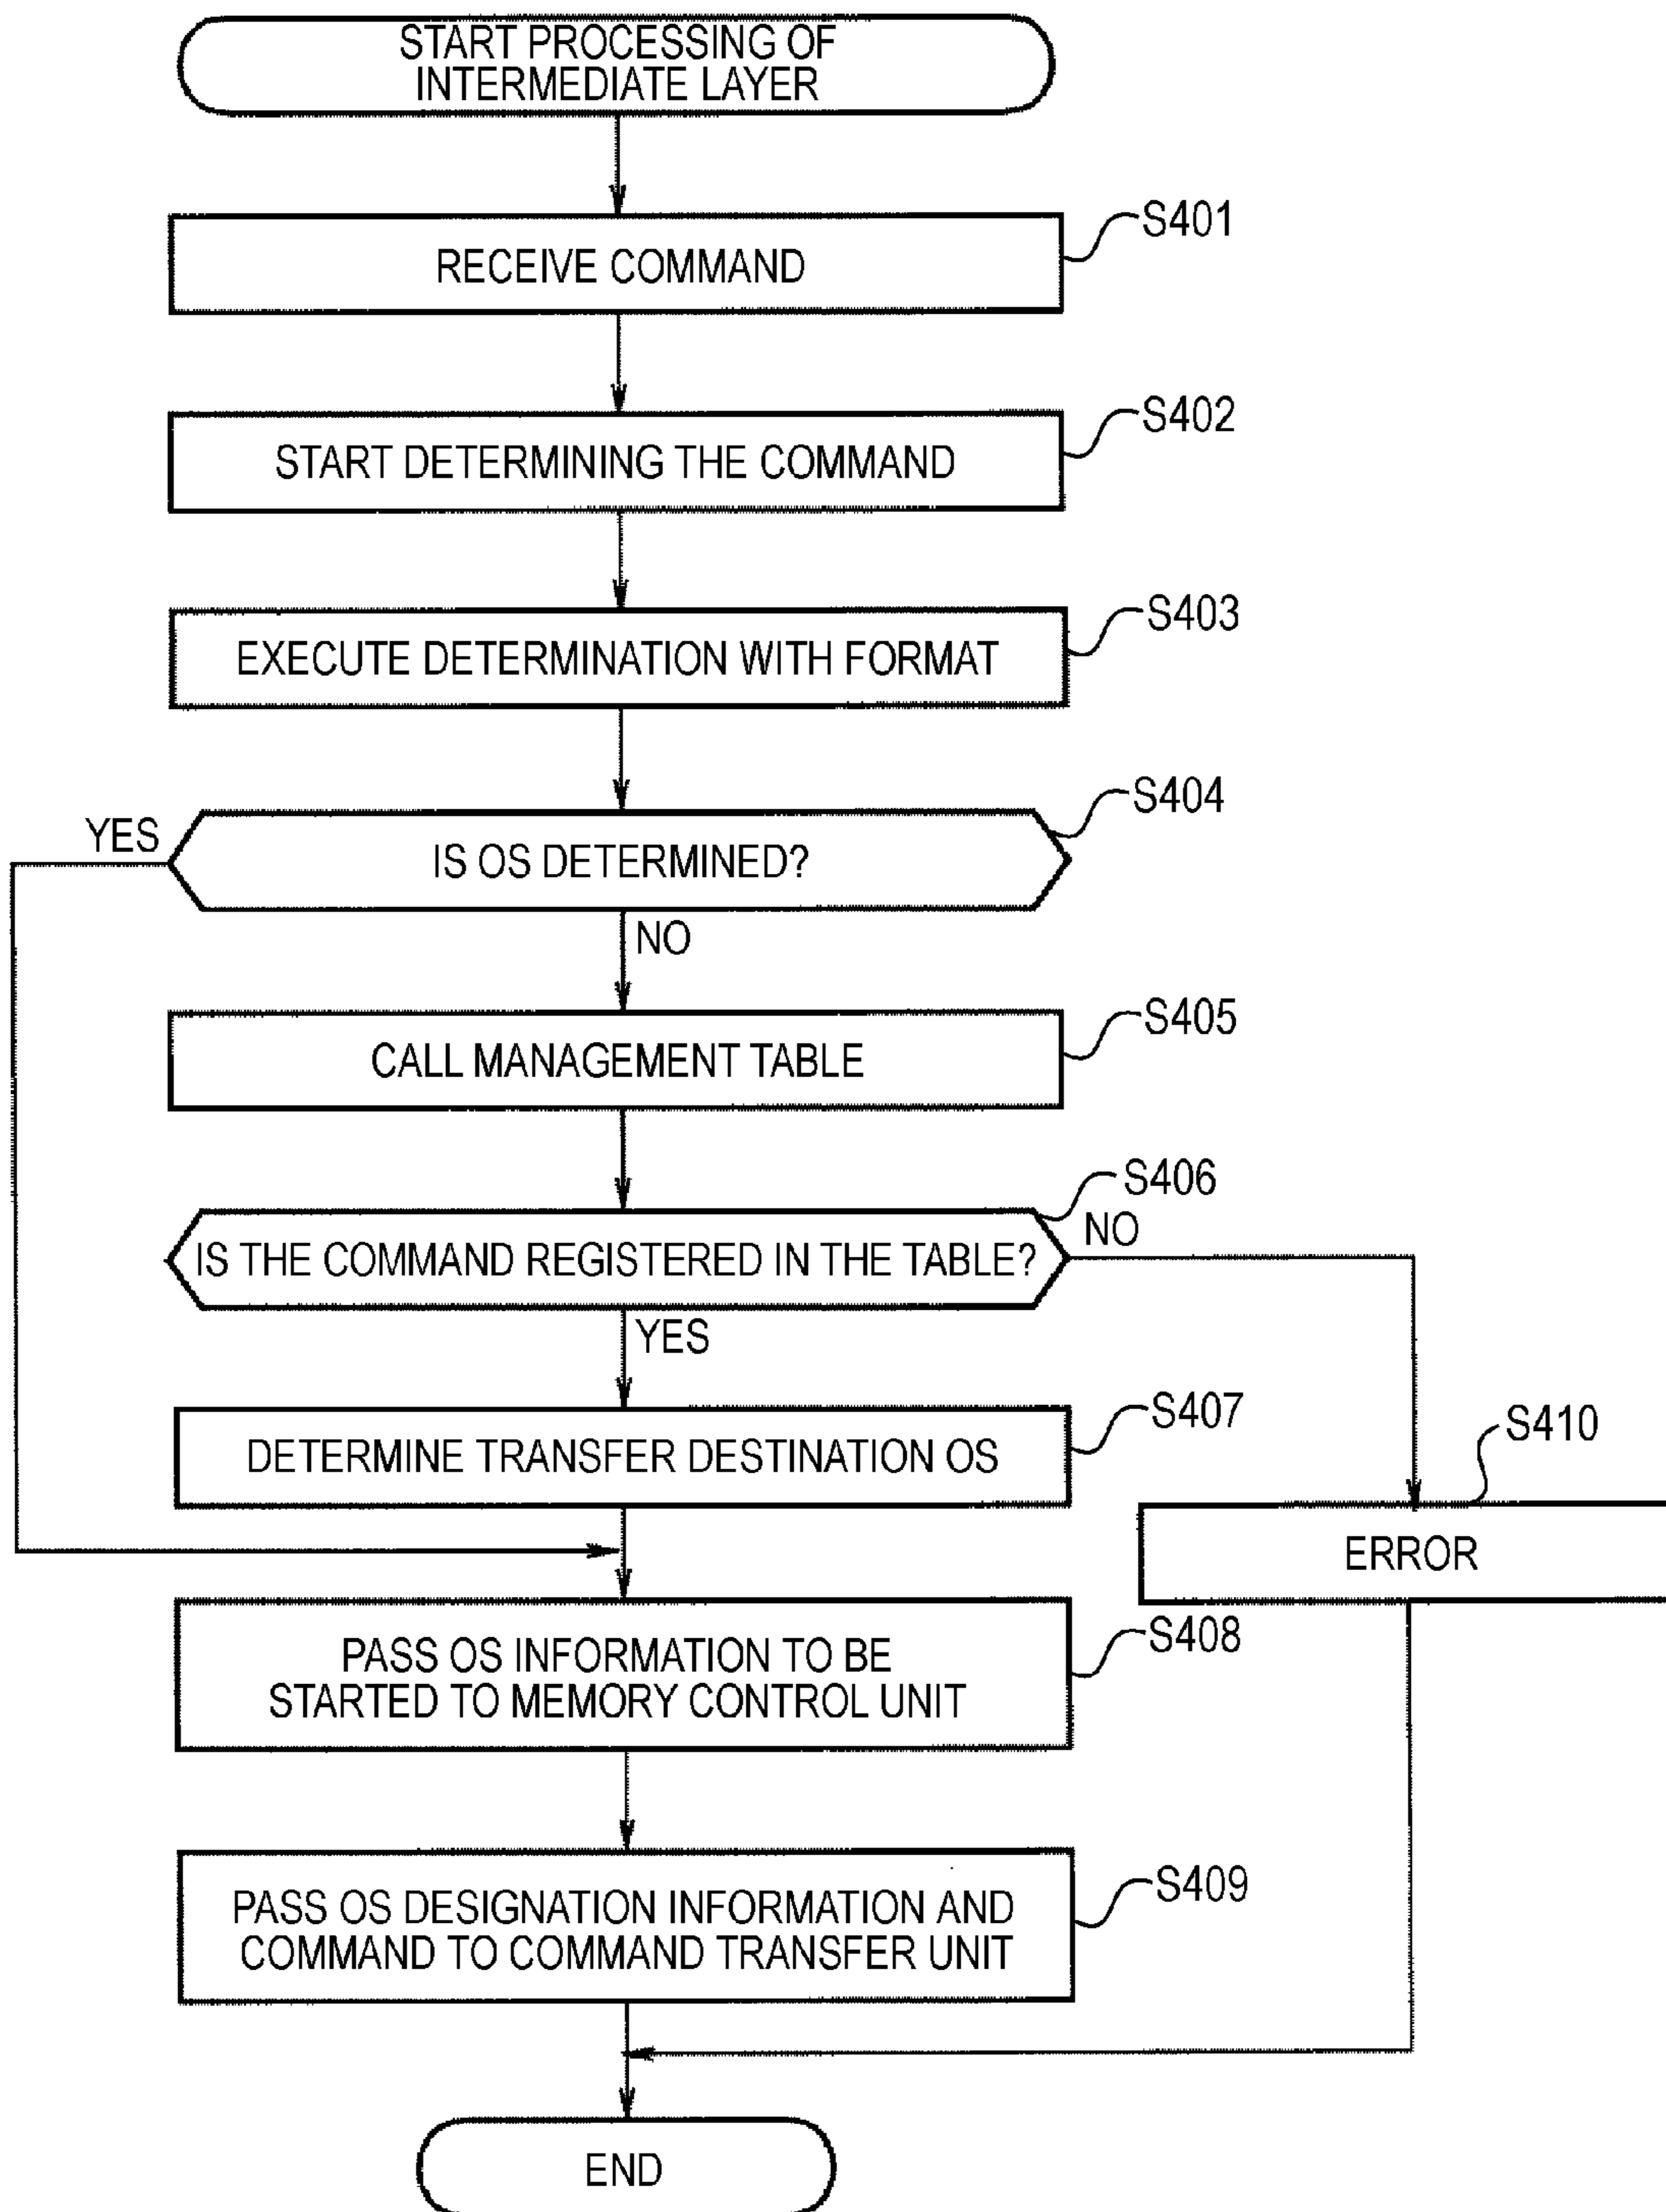 START PROCESSING OF
INTERMEDIATE LAYER
S401
RECEIVE COMMAND
S402
START DETERMINING THE COMMAND
S403
EXECUTE DETERMINATION WITH FORMAT
S404
YES
IS OS DETERMINED?
NO
S405
CALL MANAGEMENT TABLE
S406
NO
IS THE COMMAND REGISTERED IN THE TABLE?
YES
S407
DETERMINE TRANSFER DESTINATION OS
S410
ERROR
S408
PASS OS INFORMATION TO BE
STARTED TO MEMORY CONTROL UNIT
S409
PASS OS DESIGNATION INFORMATION AND
COMMAND TO COMMAND TRANSFER UNIT
END